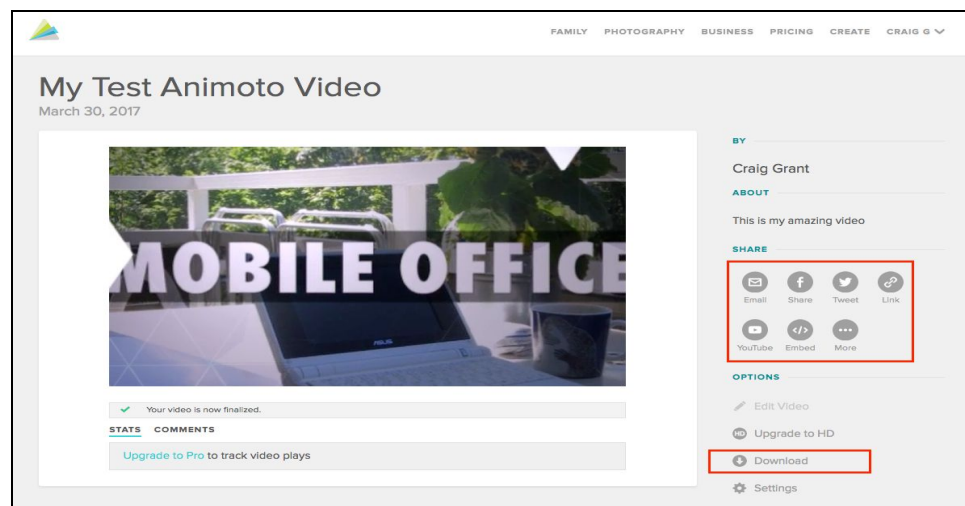 FAMILY PHOTOGRAPHY BUSINESS PRICING CREATE CRAIG G
My Test Animoto Video
March 30, 2017
MOBILE OFFICE
ASUS
Your video is now finalized.
STATS COMMENTS
Upgrade to Pro to track video plays
BY
Craig Grant
ABOUT
This is my amazing video
SHARE
Email Share Tweet Link
YouTube Embed More
OPTIONS
Edit Video
HD Upgrade to HD
Download
Settings